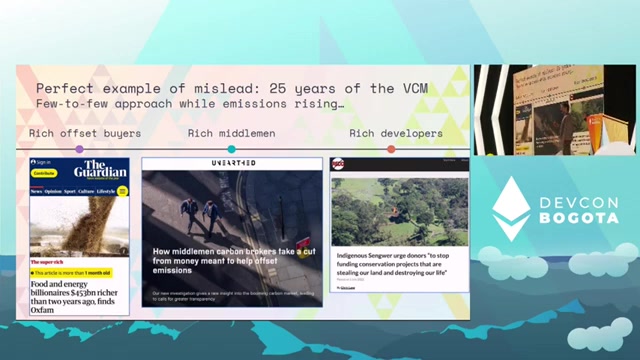 Perfect example of mislead: 25 years of the VCM
Few-to-few approach while emissions rising…
Rich offset buyers
Rich middlemen
Rich developers
Sign in
Contribute
The
Guardian
News Opinion Sport Culture Lifestyle
The super rich
This article is more than 1 month old
Food and energy
billionaires $453bn richer
than two years ago, finds
Oxfam
UNEARTHED
How middlemen carbon brokers take a cut
from money meant to help offset
emissions
Our new investigation gives a new insight into the booming carbon market, leading
to calls for greater transparency
Indigenous Sengwer urge donors "to stop
funding conservation projects that are
stealing our land and destroying our life"
DEVCON
BOGOTA